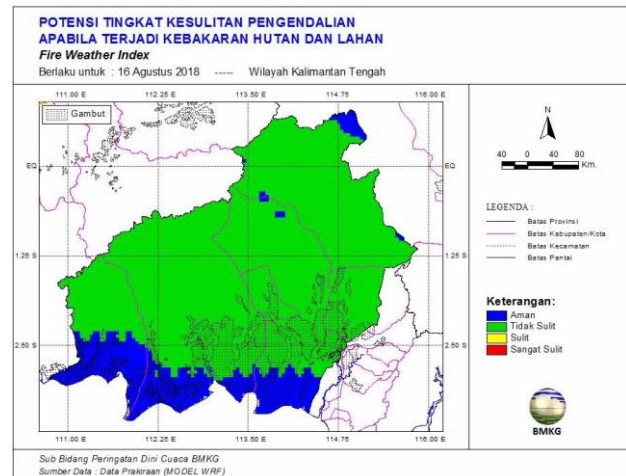 POTENSI TINGKAT KESULITAN PENGENDALIAN
APABILA TERJADI KEBAKARAN HUTAN DAN LAHAN
Fire Weather Index
Berlaku untuk : 16 Agustus 2018 ----- Wilayah Kalimantan Tengah
111.00 E 112.25 E 113.50 E 114.75 E 116.00 E
Gambut
EQ EQ
1.25 S 1.25 S
2.50 S 2.50 S
111.00 E 112.25 E 113.50 E 114.75 E 116.00 E
N
40 0 40 80
Km.
LEGENDA :
Batas Provinsi
Batas Kabupaten/Kota
Batas Kecamatan
Batas Pantai
Keterangan:
Aman
Tidak Sulit
Sulit
Sangat Sulit
BMKG
Sub Bidang Peringatan Dini Cuaca BMKG
Sumber Data : Data Prakiraan (MODEL WRF)